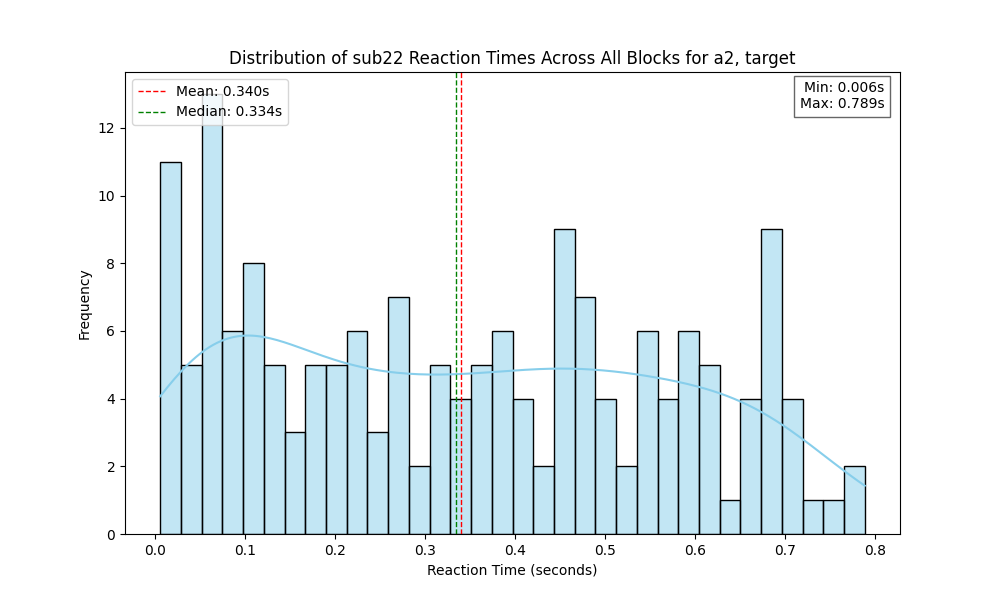 Distribution of sub22 Reaction Times Across All Blocks for a2, target
Mean: 0.340s
Median: 0.334s
Min: 0.006s
Max: 0.789s
Frequency
12
10
8
6
4
2
0
0.0 0.1 0.2 0.3 0.4 0.5 0.6 0.7 0.8
Reaction Time (seconds)